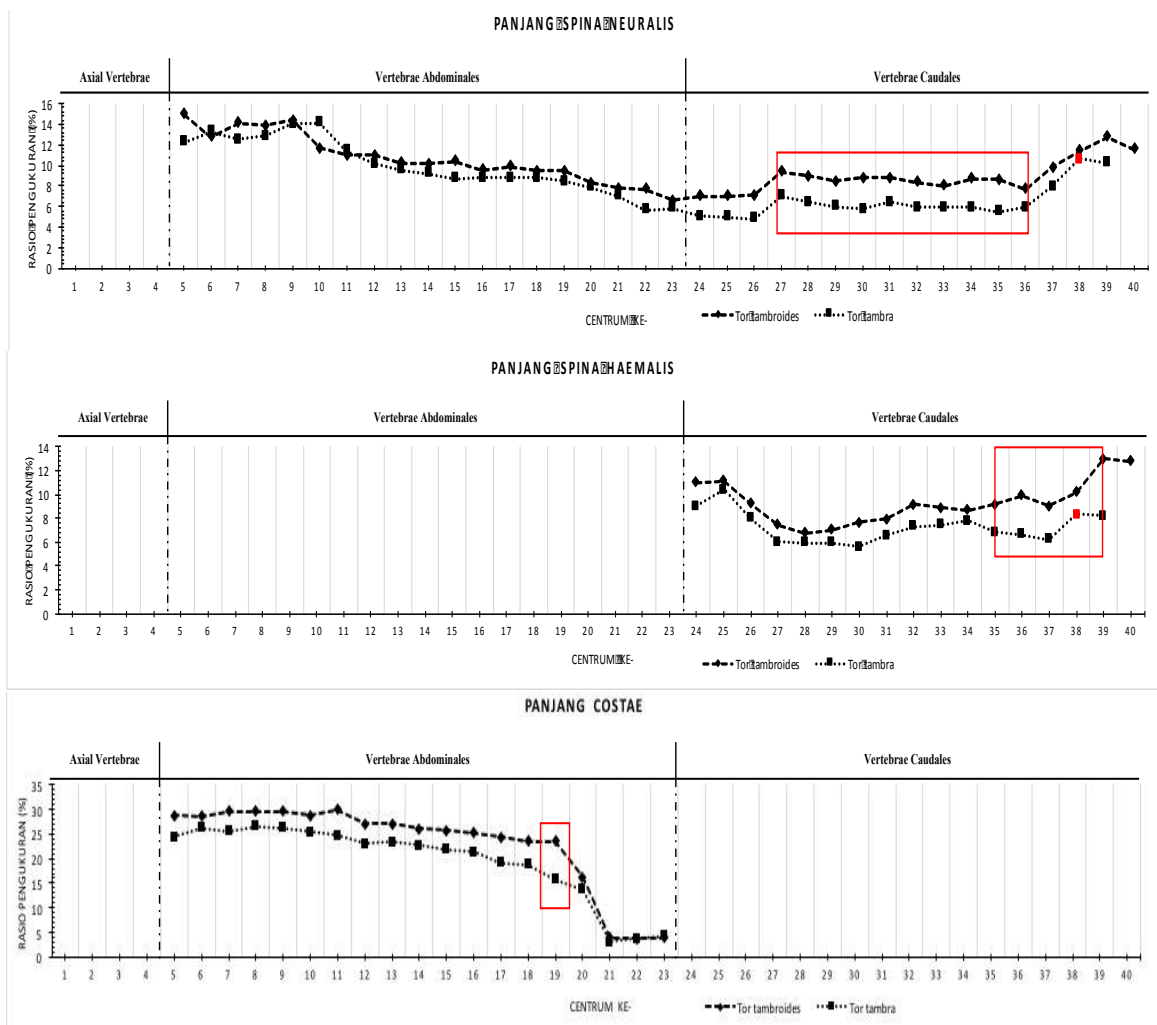 PANJANG SPINA NEURALIS
Axial Vertebrae Vertebrae Abdominales Vertebrae Caudales
RASIO PENGUKURAN (%)
16
14
12
10
8
6
4
2
0
1 2 3 4 5 6 7 8 9 10 11 12 13 14 15 16 17 18 19 20 21 22 23 24 25 26 27 28 29 30 31 32 33 34 35 36 37 38 39 40
CENTRUM KE- Tor tambroides Tor tambra
PANJANG SPINA HAEMALIS
Axial Vertebrae Vertebrae Abdominales Vertebrae Caudales
RASIO PENGUKURAN (%)
14
12
10
8
6
4
2
0
1 2 3 4 5 6 7 8 9 10 11 12 13 14 15 16 17 18 19 20 21 22 23 24 25 26 27 28 29 30 31 32 33 34 35 36 37 38 39 40
CENTRUM KE- Tor tambroides Tor tambra
PANJANG COSTAE
Axial Vertebrae Vertebrae Abdominales Vertebrae Caudales
RASIO PENGUKURAN (%)
35
30
25
20
15
10
5
0
1 2 3 4 5 6 7 8 9 10 11 12 13 14 15 16 17 18 19 20 21 22 23 24 25 26 27 28 29 30 31 32 33 34 35 36 37 38 39 40
CENTRUM KE- Tor tambroides Tor tambra